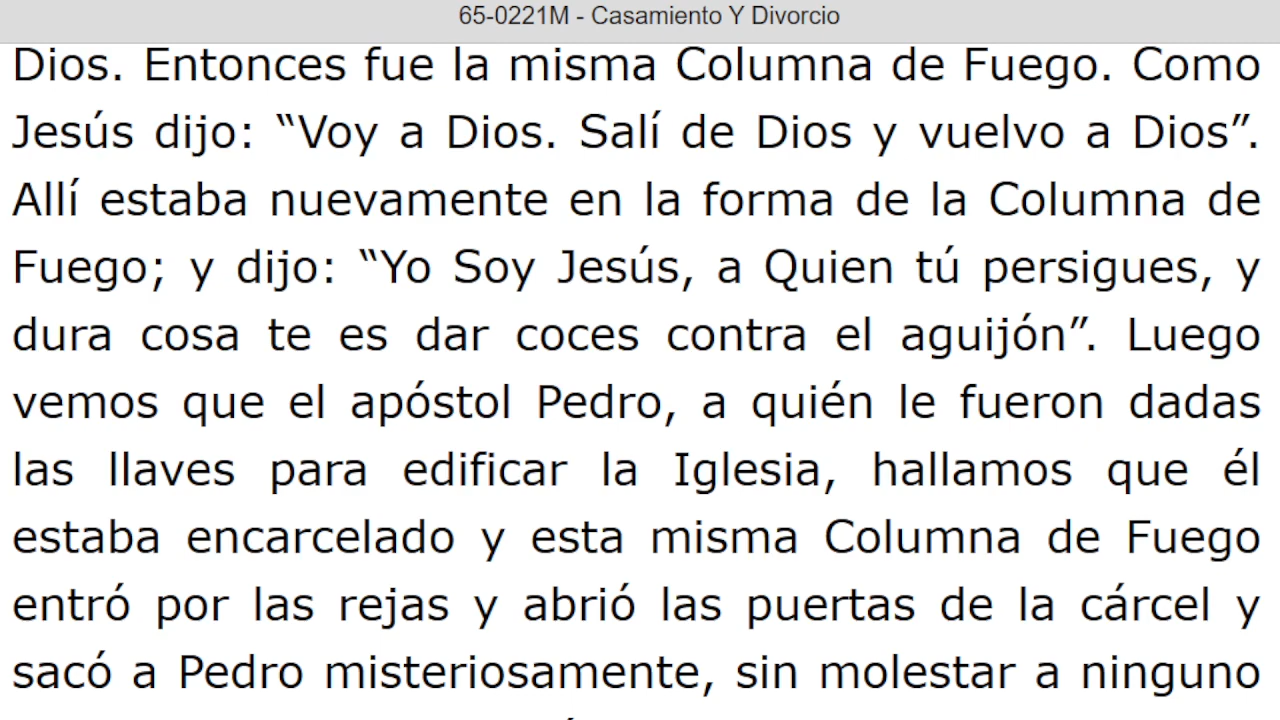 65-0221M - Casamiento Y Divorcio
Dios. Entonces fue la misma Columna de Fuego. Como
Jesús dijo: “Voy a Dios. Salí de Dios y vuelvo a Dios”.
Allí estaba nuevamente en la forma de la Columna de
Fuego; y dijo: “Yo Soy Jesús, a Quien tú persigues, y
dura cosa te es dar coces contra el aguijón”. Luego
vemos que el apóstol Pedro, a quién le fueron dadas
las llaves para edificar la Iglesia, hallamos que él
estaba encarcelado y esta misma Columna de Fuego
entró por las rejas y abrió las puertas de la cárcel y
sacó a Pedro misteriosamente, sin molestar a ninguno